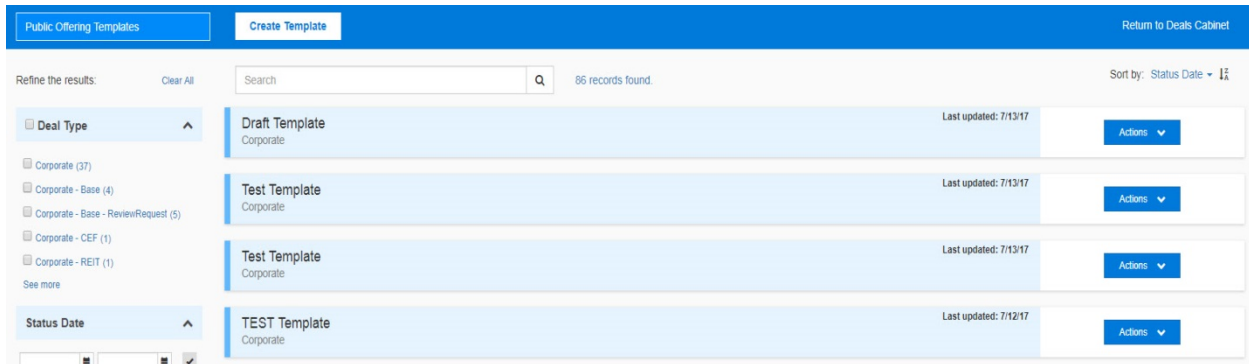 Public Offering Templates
Create Template
Return to Deals Cabinet
Refine the results: Clear All
Search
86 records found.
Sort by: Status Date
Deal Type
Corporate (37)
Corporate - Base (4)
Corporate - Base - ReviewRequest (5)
Corporate - CEF (1)
Corporate - REIT (1)
See more
Status Date
Draft Template
Corporate
Last updated: 7/13/17
Actions
Test Template
Corporate
Last updated: 7/13/17
Actions
Test Template
Corporate
Last updated: 7/13/17
Actions
TEST Template
Corporate
Last updated: 7/12/17
Actions